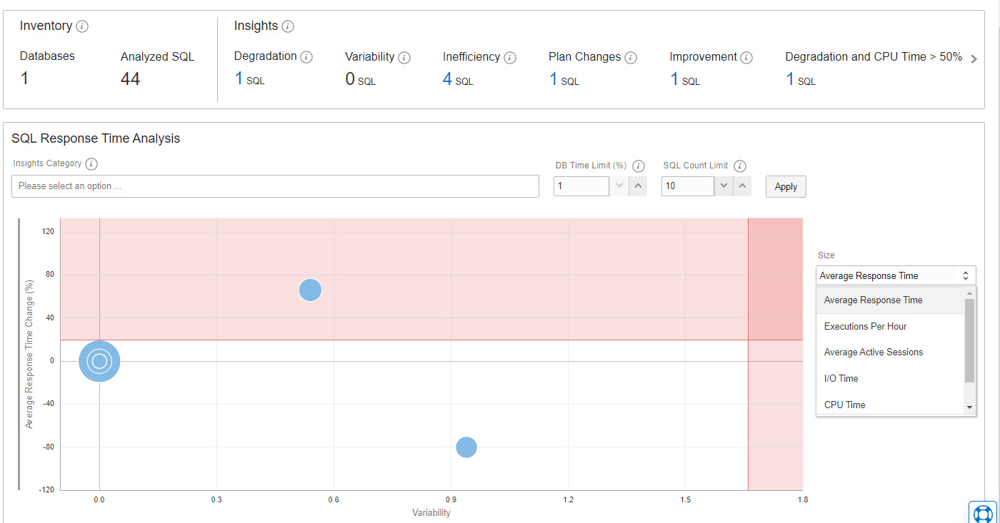 Inventory
Insights
Databases
Analyzed SQL
Degradation
Variability
Inefficiency
Plan Changes
Improvement
Degradation and CPU Time > 50%
1
44
1 SQL
0 SQL
4 SQL
1 SQL
1 SQL
1 SQL
SQL Response Time Analysis
Insights Category
DB Time Limit (%)
SQL Count Limit
Please select an option ...
1
10
Apply
120
80
40
0
-40
-80
-120
Average Response Time Change (%)
0.0
0.3
0.6
0.9
1.2
1.5
1.8
Variability
Size
Average Response Time
Average Response Time
Executions Per Hour
Average Active Sessions
I/O Time
CPU Time